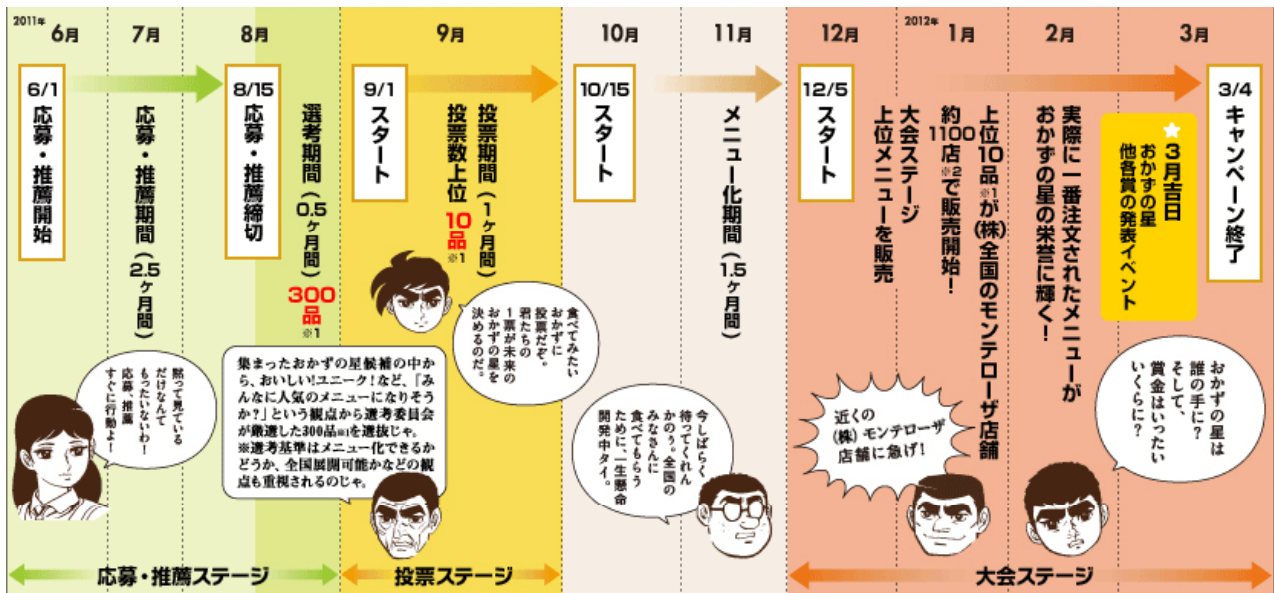 2011年
6月
7月
8月
9月
10月
11月
12月
2012年
1月
2月
3月
6/1
応募・推薦開始
応募・推薦期間（2.5ヶ月間）
8/15
応募・推薦締切
選考期間（0.5ヶ月間）
300品※1
9/1
スタート
投票期間（1ヶ月間）
投票数上位10品※1
10/15
スタート
メニュー化期間（1.5ヶ月間）
12/5
スタート
大会ステージ
上位メニューを販売
上位10品※1が（株）全国のモンテローザ店舗
約1100店※2で販売開始！
実際に一番注文されたメニューが
おかずの星の栄誉に輝く！
★3月吉日
おかずの星
他各賞の発表イベント
3/4
キャンペーン終了
黙って見ている
だけなんて
もったいないわ！
応募、推薦
すぐに行動よ！
集まったおかずの星候補の中か
ら、おいしい！ユニーク！など、「み
んなに人気のメニューになりそう
か？」という観点から選考委員会
が厳選した300品※1を選抜じゃ。
※選考基準はメニュー化できるか
どうか、全国展開可能かなどの観
点も重視されるのじゃ。
食べてみたい
おかずに
投票だぞ。
君たちの
1票が未来の
おかずの星を
決めるのだ。
今しばらく、
待ってくれん
かのぅ。全国の
みなさんに
食べてもらう
ために、一生懸命
開発中タイ。
近くの
（株）モンテローザ
店舗に急げ！
おかずの星は
誰の手に？
そして、
賞金はいったい
いくらに？
応募・推薦ステージ
投票ステージ
大会ステージ